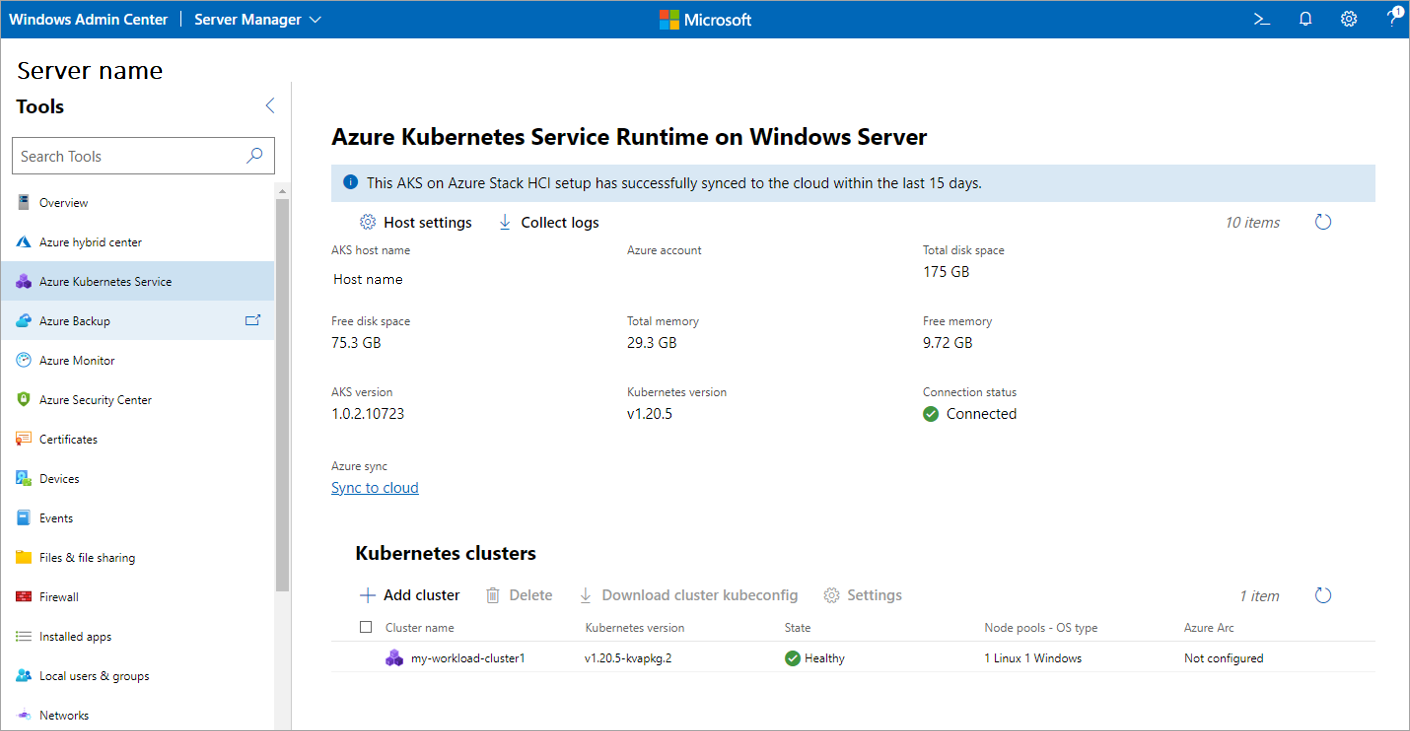 Windows Admin Center | Server Manager
Microsoft
1
Server name
Tools
Search Tools
Overview
Azure hybrid center
Azure Kubernetes Service
Azure Backup
Azure Monitor
Azure Security Center
Certificates
Devices
Events
Files & file sharing
Firewall
Installed apps
Local users & groups
Networks
Azure Kubernetes Service Runtime on Windows Server
This AKS on Azure Stack HCI setup has successfully synced to the cloud within the last 15 days.
Host settings Collect logs 10 items
AKS host name Azure account Total disk space
Host name 175 GB
Free disk space Total memory Free memory
75.3 GB 29.3 GB 9.72 GB
AKS version Kubernetes version Connection status
1.0.2.10723 v1.20.5 Connected
Azure sync
Sync to cloud
Kubernetes clusters
Add cluster Delete Download cluster kubeconfig Settings 1 item
Cluster name Kubernetes version State Node pools - OS type Azure Arc
my-workload-cluster1 v1.20.5-kvapkg.2 Healthy 1 Linux 1 Windows Not configured